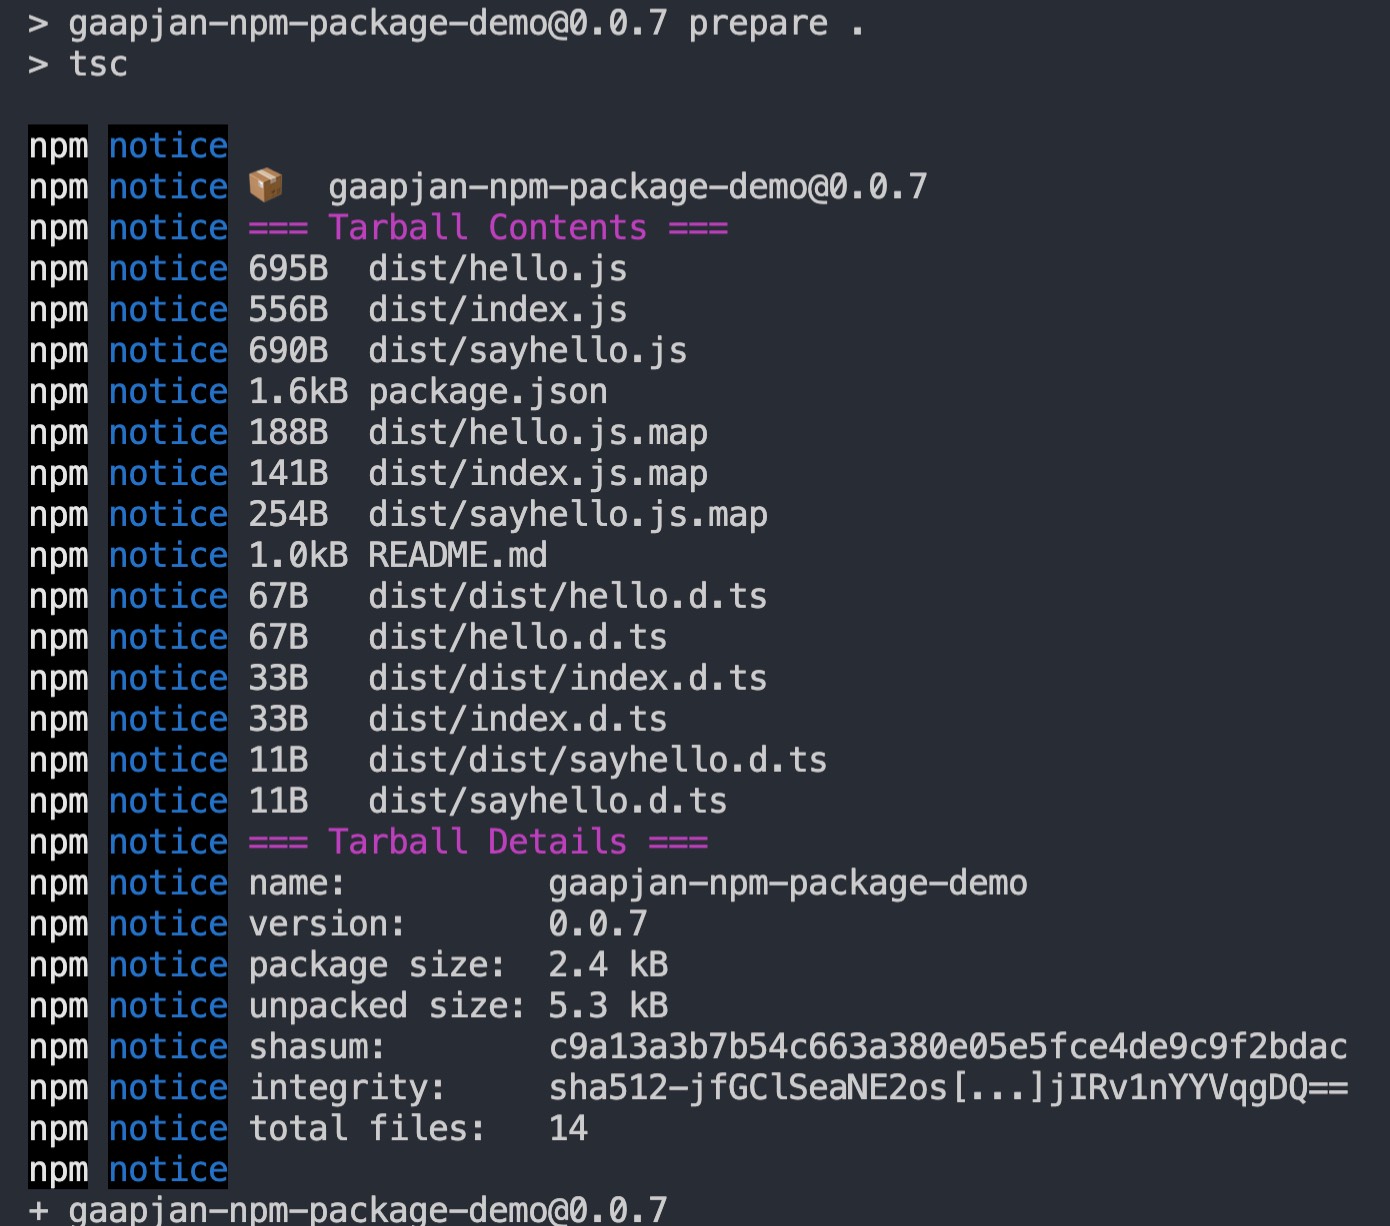 > gaapjan-npm-package-demo@0.0.7 prepare .
> tsc
npm notice
npm notice 📦  gaapjan-npm-package-demo@0.0.7
npm notice === Tarball Contents ===
npm notice 695B  dist/hello.js
npm notice 556B  dist/index.js
npm notice 690B  dist/sayhello.js
npm notice 1.6kB package.json
npm notice 188B  dist/hello.js.map
npm notice 141B  dist/index.js.map
npm notice 254B  dist/sayhello.js.map
npm notice 1.0kB README.md
npm notice 67B   dist/dist/hello.d.ts
npm notice 67B   dist/hello.d.ts
npm notice 33B   dist/dist/index.d.ts
npm notice 33B   dist/index.d.ts
npm notice 11B   dist/dist/sayhello.d.ts
npm notice 11B   dist/sayhello.d.ts
npm notice === Tarball Details ===
npm notice name:          gaapjan-npm-package-demo
npm notice version:       0.0.7
npm notice package size:  2.4 kB
npm notice unpacked size: 5.3 kB
npm notice shasum:        c9a13a3b7b54c663a380e05e5fce4de9c9f2bdac
npm notice integrity:     sha512-jfGClSeaNE2os[...]jIRv1nYYVqgDQ==
npm notice total files:   14
npm notice
+ gaapjan-npm-package-demo@0.0.7